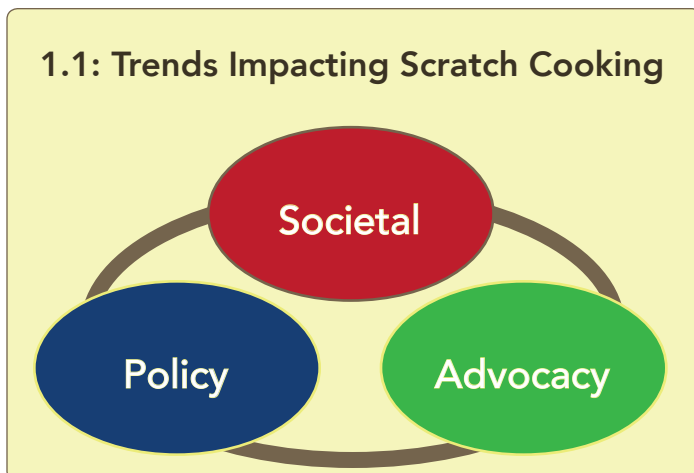 1.1: Trends Impacting Scratch Cooking
Societal
Policy
Advocacy